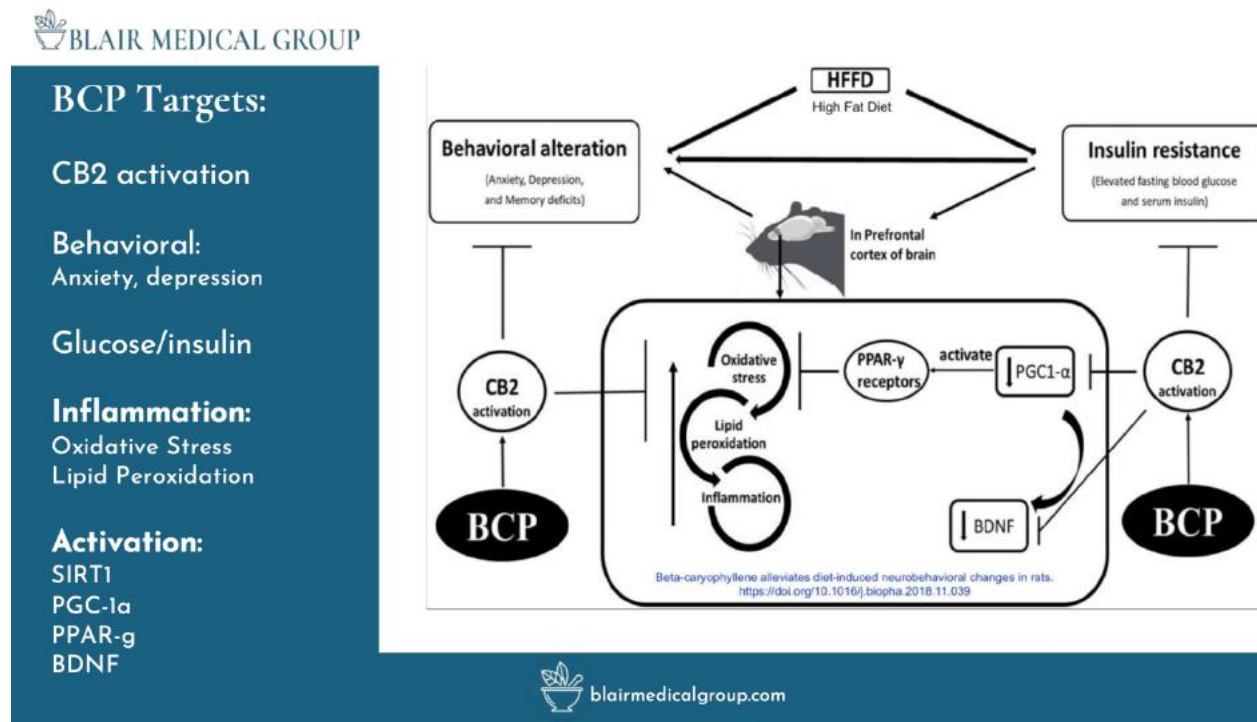 BLAIR MEDICAL GROUP
BCP Targets:
CB2 activation
Behavioral:
Anxiety, depression
Glucose/insulin
Inflammation:
Oxidative Stress
Lipid Peroxidation
Activation:
SIRT1
PGC-1a
PPAR-g
BDNF
HFFD
High Fat Diet
Behavioral alteration
(Anxiety, Depression,
and Memory deficits)
Insulin resistance
(Elevated fasting blood glucose
and serum insulin)
In Prefrontal
cortex of brain
CB2
activation
BCP
Oxidative
stress
Lipid
peroxidation
Inflammation
PPAR-γ
receptors
activate
↓PGC1-α
↓BDNF
CB2
activation
BCP
Beta-caryophyllene alleviates diet-induced neurobehavioral changes in rats.
https://doi.org/10.1016/j.biopha.2018.11.039
blairmedicalgroup.com